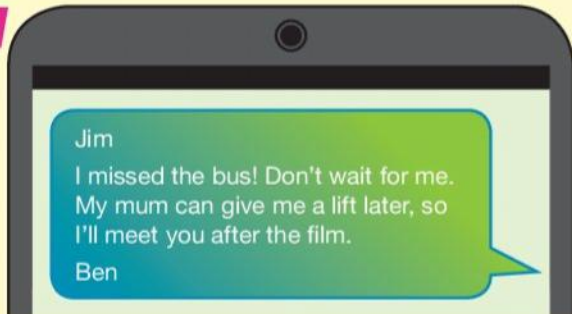 Jim
I missed the bus! Don't wait for me.
My mum can give me a lift later, so
I'll meet you after the film.
Ben